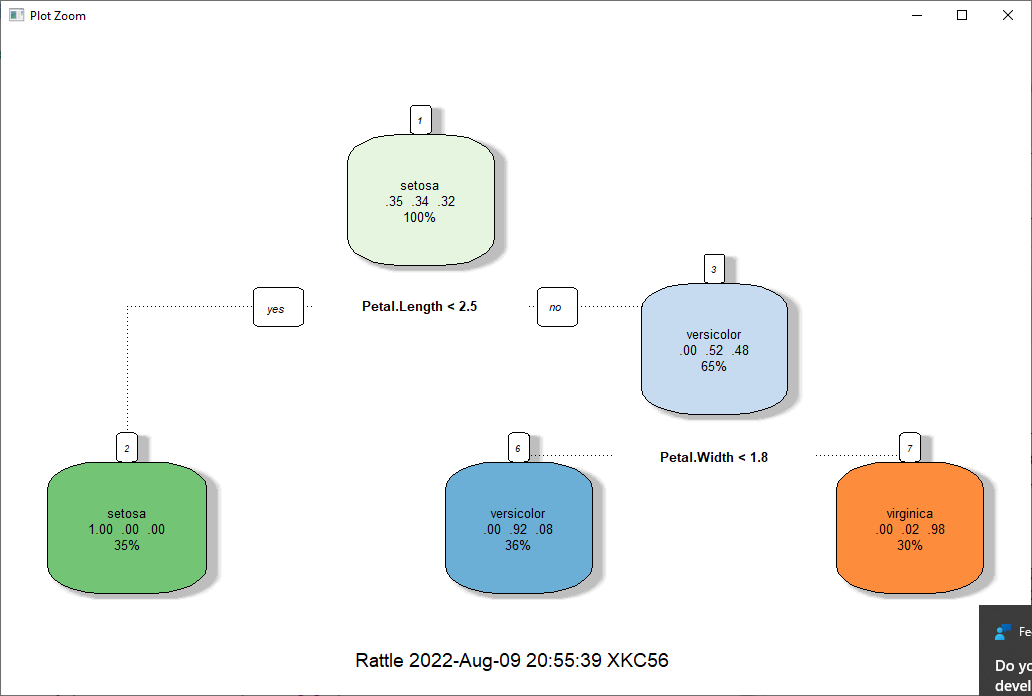 Plot Zoom
1
setosa
.35 .34 .32
100%
yes
Petal.Length < 2.5
no
3
versicolor
.00 .52 .48
65%
2
setosa
1.00 .00 .00
35%
6
versicolor
.00 .92 .08
36%
Petal.Width < 1.8
7
virginica
.00 .02 .98
30%
Rattle 2022-Aug-09 20:55:39 XKC56
Do